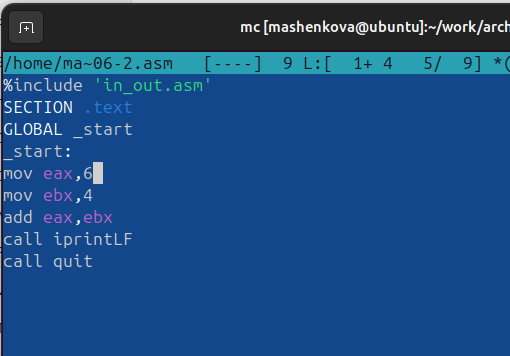 mc [mashenkova@ubuntu]:~/work/arch
/home/ma~06-2.asm   [----]  9 L:[  1+ 4   5/  9] *(
%include 'in_out.asm'
SECTION .text
GLOBAL _start
_start:
mov eax,6
mov ebx,4
add eax,ebx
call iprintLF
call quit